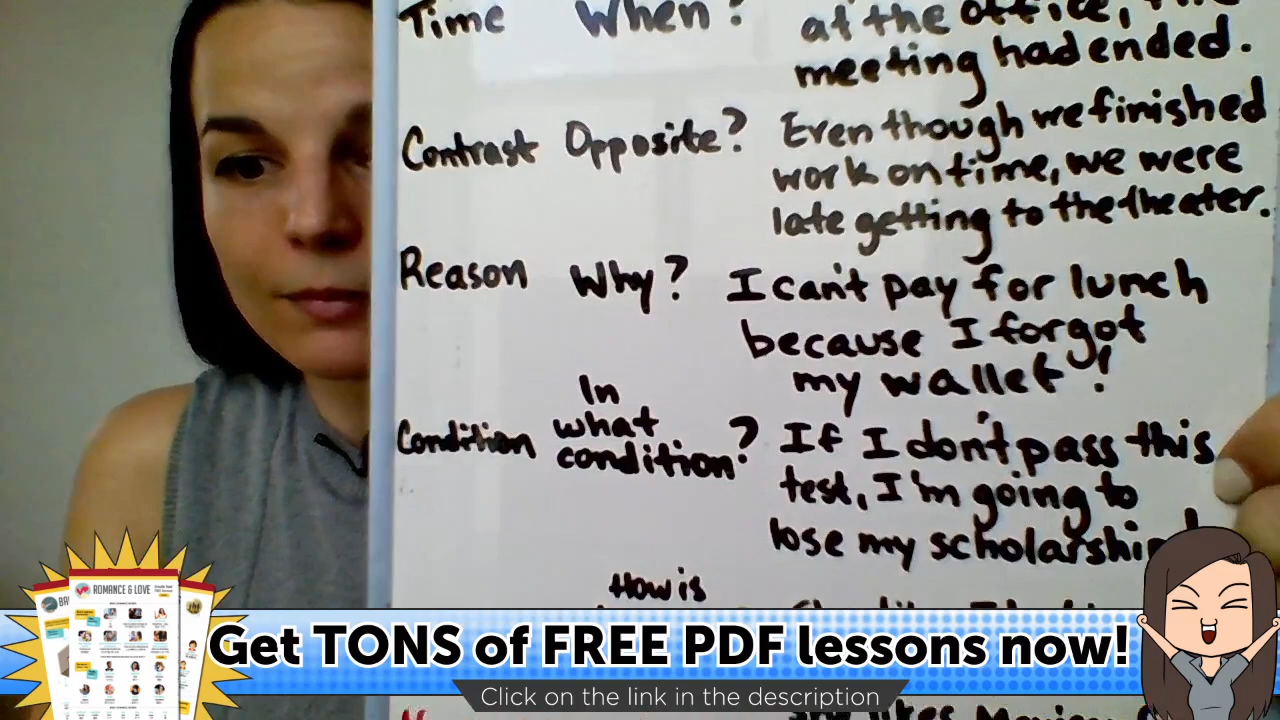 Time When? at the office, the
meeting had ended.
Contrast Opposite? Even though we finished
work on time, we were
late getting to the theater.
Reason Why? I can't pay for lunch
because I forgot
my wallet!
In
what
condition?
Condition If I don't pass this
test, I'm going to
lose my scholarship
How is
ROMANCE & LOVE
Get TONS of FREE PDF lessons now!
Click on the link in the description